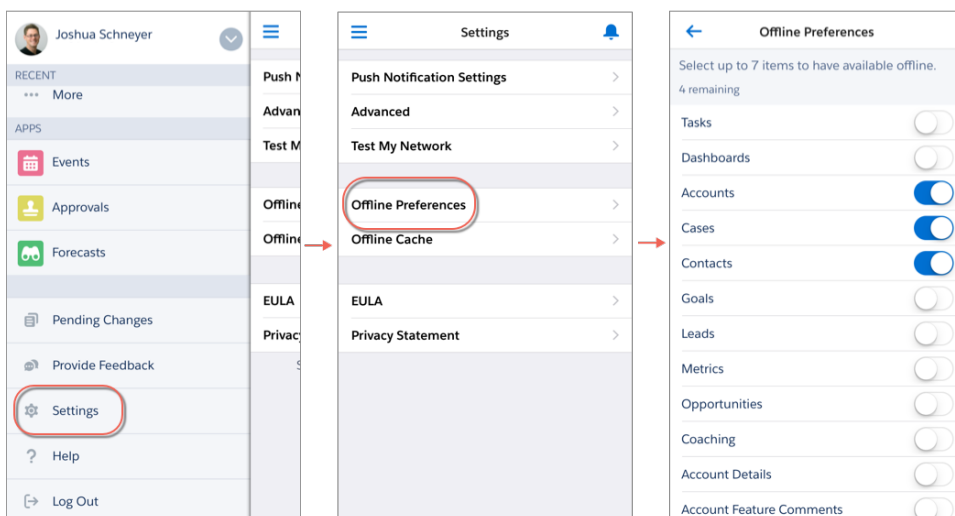 Joshua Schneyer
RECENT
More
APPS
Events
Approvals
Forecasts
Pending Changes
Provide Feedback
Settings
Help
Log Out
Push N
Advan
Test M
Offline
Offline
EULA
Privac
S
Settings
Push Notification Settings
Advanced
Test My Network
Offline Preferences
Offline Cache
EULA
Privacy Statement
Offline Preferences
Select up to 7 items to have available offline.
4 remaining
Tasks
Dashboards
Accounts
Cases
Contacts
Goals
Leads
Metrics
Opportunities
Coaching
Account Details
Account Feature Comments